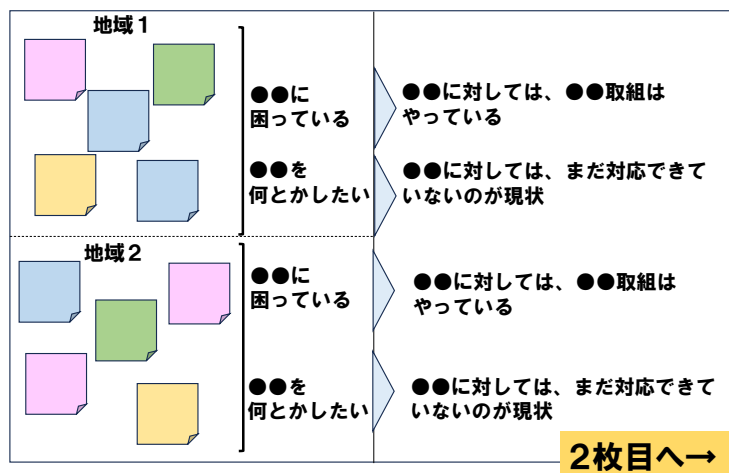 地域１
●●に
困っている
●●に対しては、●●取組は
やっている
●●を
何とかしたい
●●に対しては、まだ対応できて
いないのが現状
地域２
●●に
困っている
●●に対しては、●●取組は
やっている
●●を
何とかしたい
●●に対しては、まだ対応できて
いないのが現状
２枚目へ→